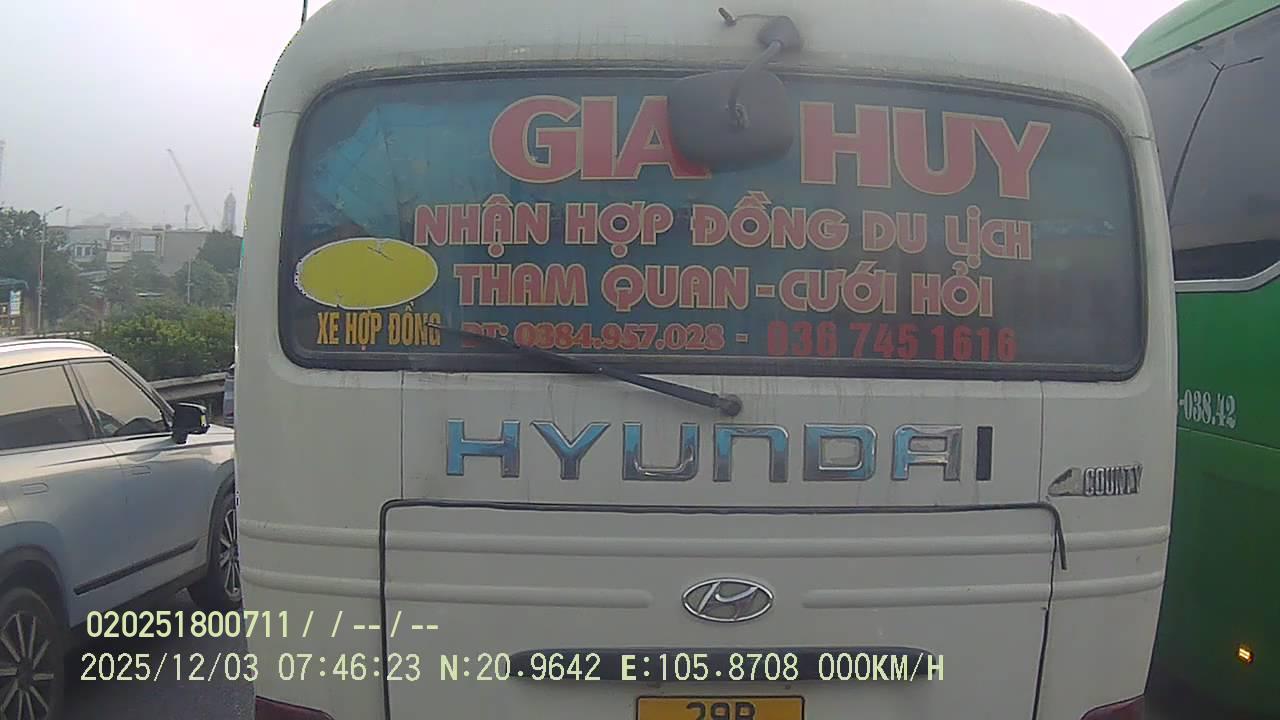 GIA HUY
NHẬN HỢP ĐỒNG DU LỊCH
THAM QUAN - CƯỚI HỎI
XE HỢP ĐỒNG
ĐT: 0384.957.028 - 036 745 1616
HYUNDAI
COUNTY
-038.42
29B
020251800711 / / -- / --
2025/12/03 07:46:23 N:20.9642 E:105.8708 000KM/H